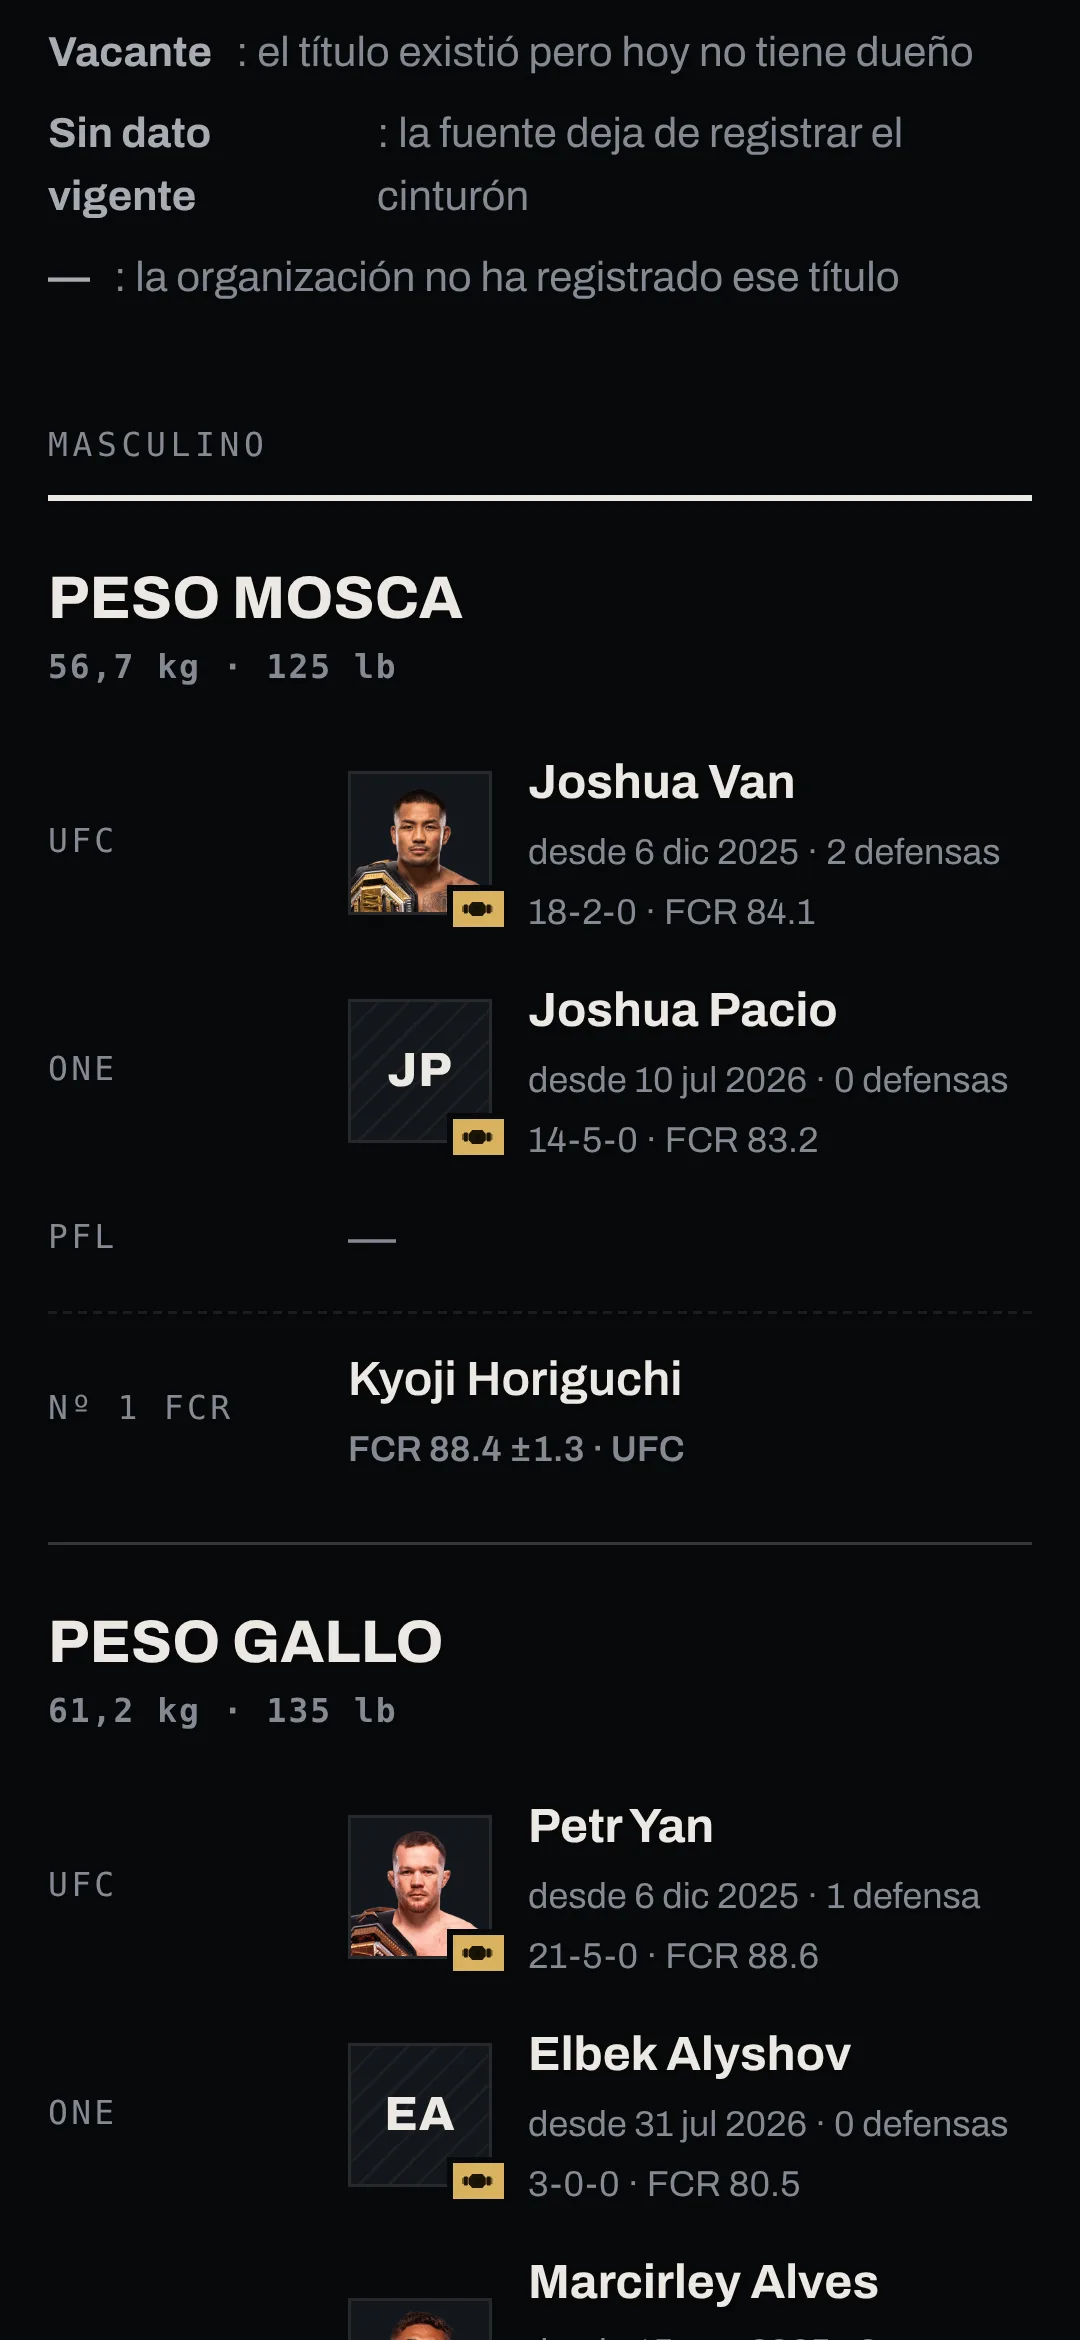 Vacante : el título existió pero hoy no tiene dueño
Sin dato vigente : la fuente deja de registrar el cinturón
— : la organización no ha registrado ese título
MASCULINO
PESO MOSCA
56,7 kg · 125 lb
UFC
Joshua Van
desde 6 dic 2025 · 2 defensas
18-2-0 · FCR 84.1
ONE
JP
Joshua Pacio
desde 10 jul 2026 · 0 defensas
14-5-0 · FCR 83.2
PFL —
Nº 1 FCR
Kyoji Horiguchi
FCR 88.4 ±1.3 · UFC
PESO GALLO
61,2 kg · 135 lb
UFC
Petr Yan
desde 6 dic 2025 · 1 defensa
21-5-0 · FCR 88.6
ONE
EA
Elbek Alyshov
desde 31 jul 2026 · 0 defensas
3-0-0 · FCR 80.5
Marcirley Alves